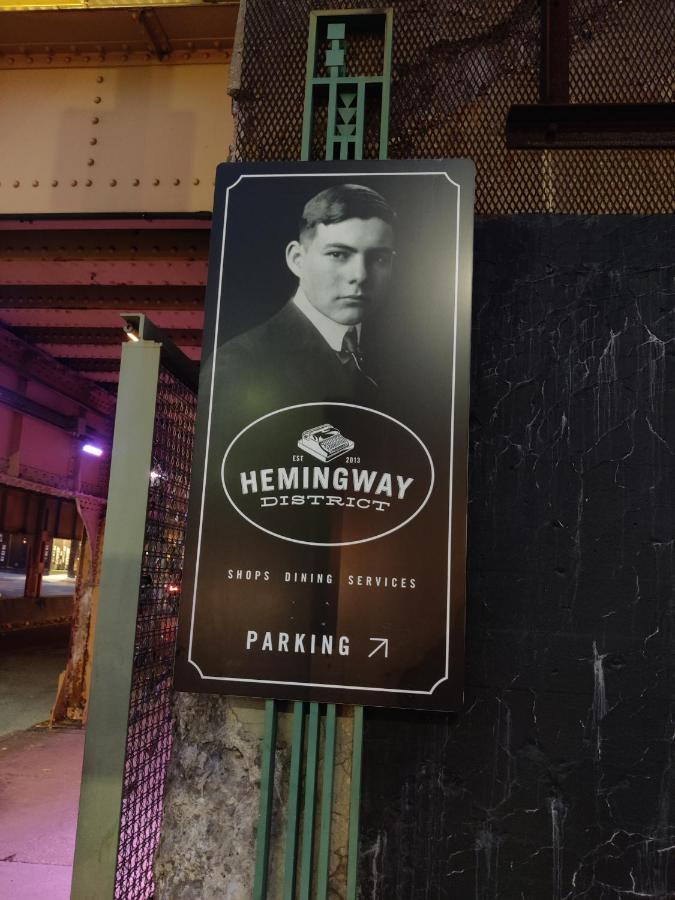 EST 2013
HEMINGWAY
DISTRICT
SHOPS DINING SERVICES
PARKING ↗